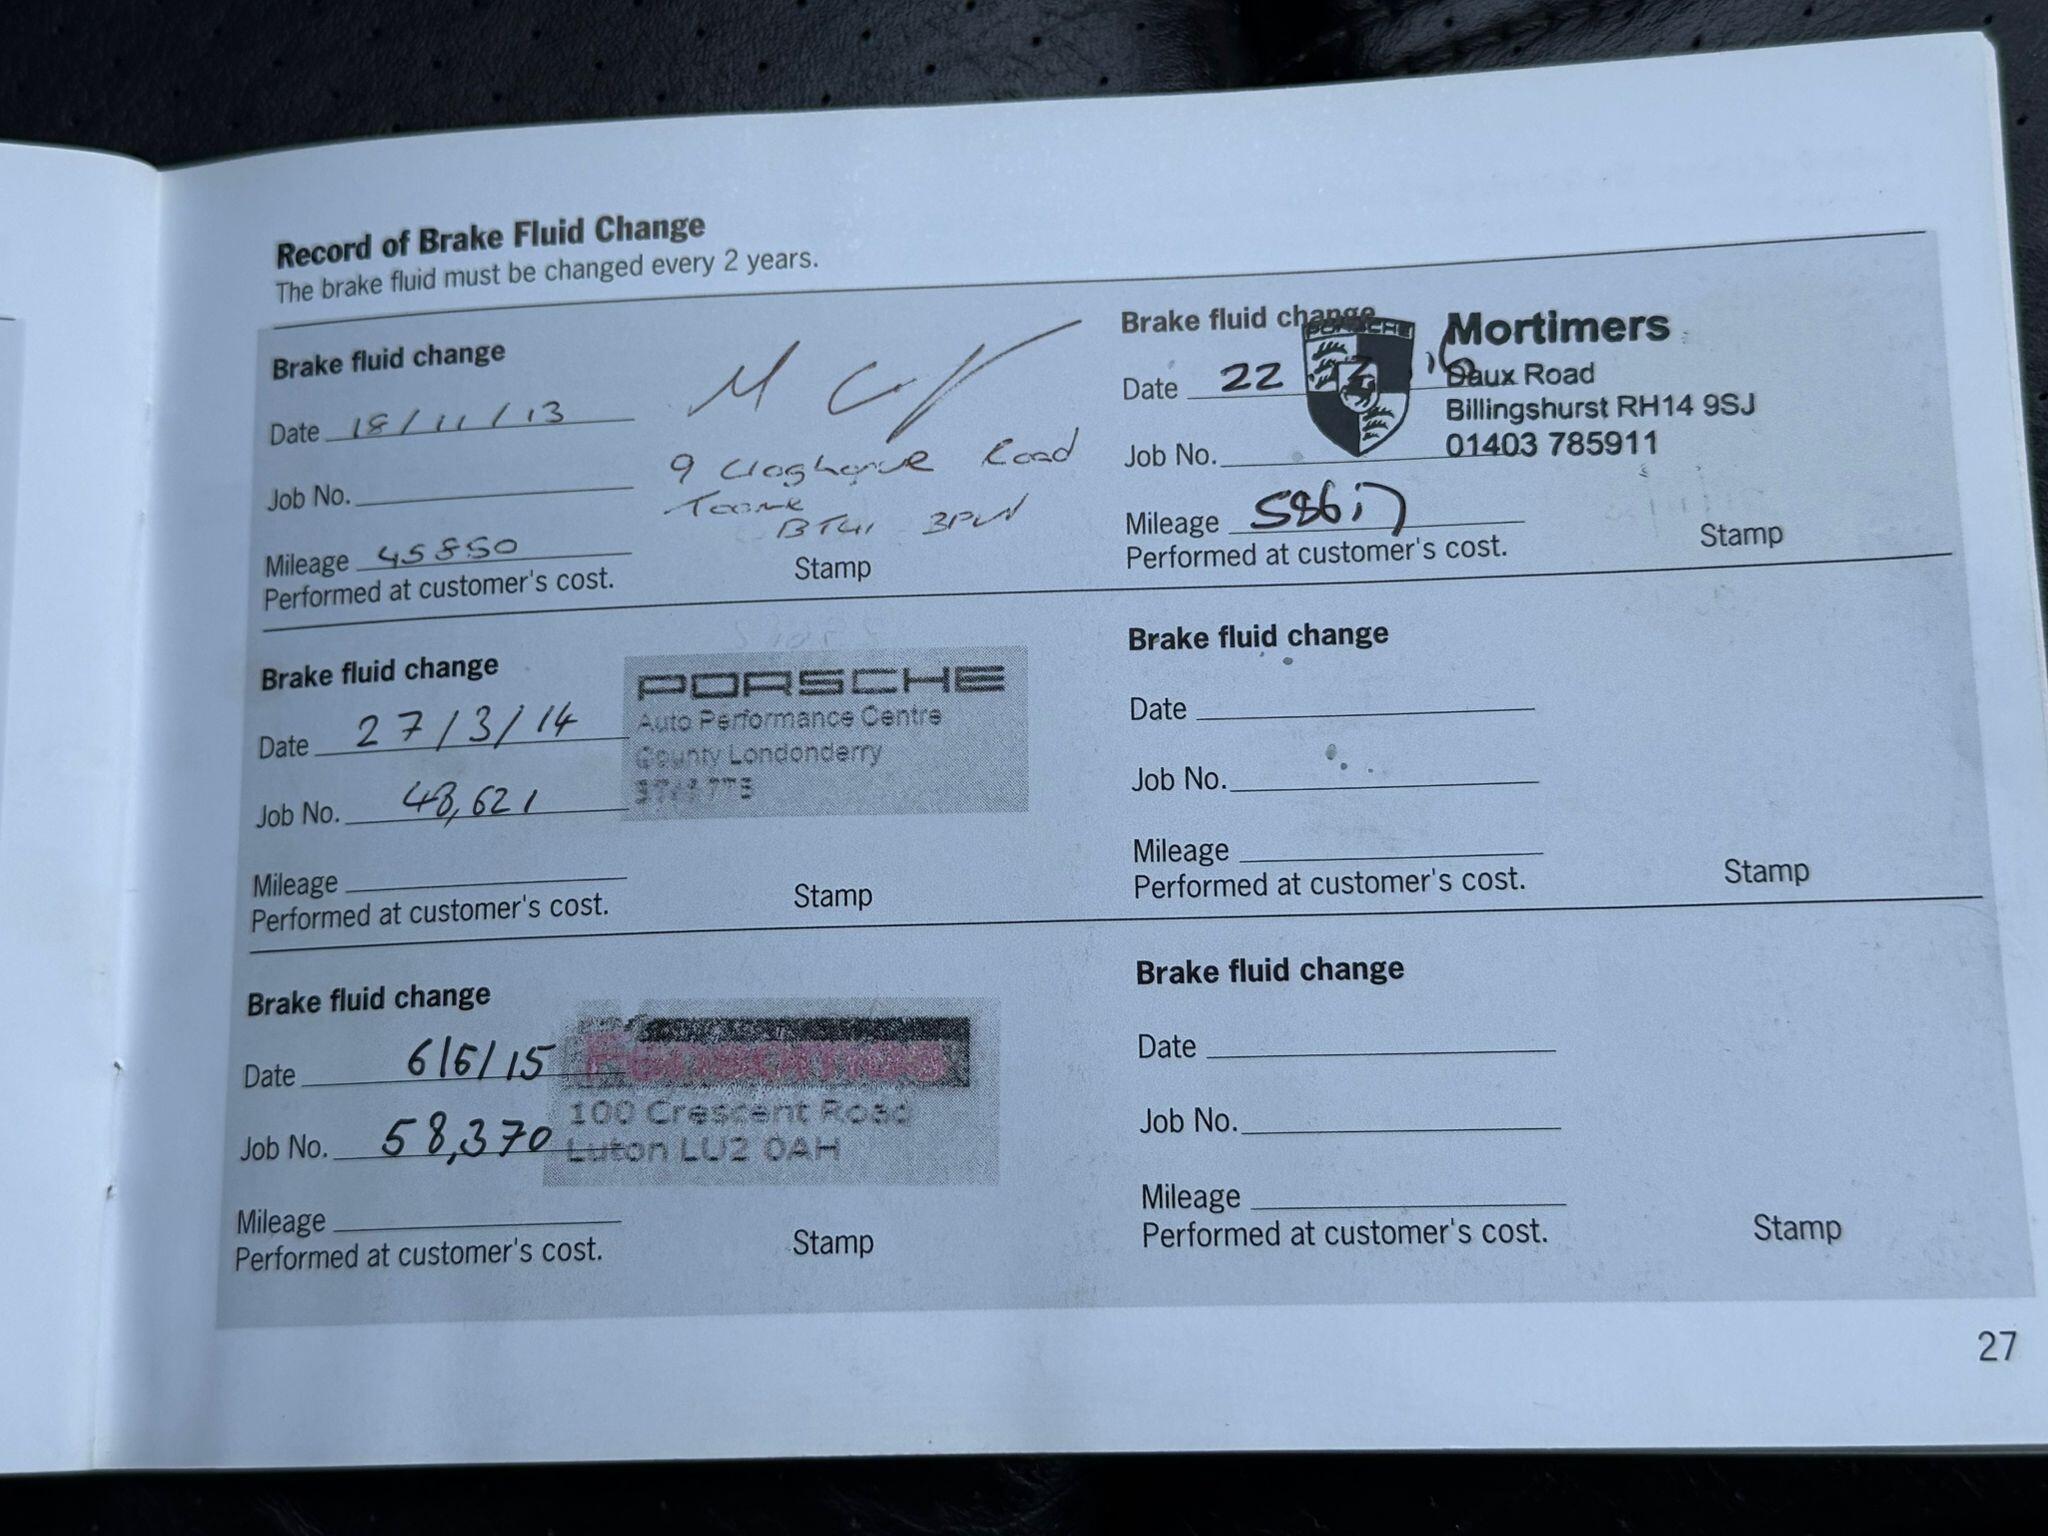 Record of Brake Fluid Change
The brake fluid must be changed every 2 years.
Brake fluid change
Date 18/11/13
Job No.
Mileage 45850
Performed at customer's cost.
M
9 Road
BT41 3PW
Stamp
Brake fluid change
Date 27/3/14
Job No. 48,621
Mileage
Performed at customer's cost.
PORSCHE
Auto Performance Centre
County Londonderry
Stamp
Brake fluid change
Date 6/6/15
Job No. 58,370
Mileage
Performed at customer's cost.
100 Crescent Road
Luton LU2 0AH
Stamp
Brake fluid change
Date 22 16
Job No.
Mileage 58617
Performed at customer's cost.
PORSCHE
Mortimers
Daux Road
Billingshurst RH14 9SJ
01403 785911
Stamp
Brake fluid change
Date
Job No.
Mileage
Performed at customer's cost.
Stamp
Brake fluid change
Date
Job No.
Mileage
Performed at customer's cost.
Stamp
27